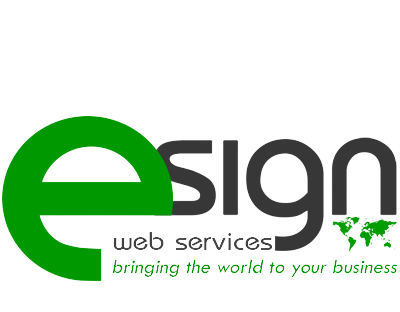 esign
web services
bringing the world to your business